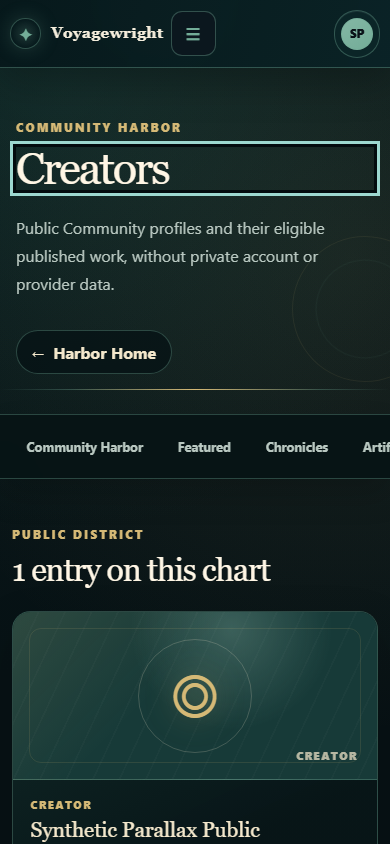 Voyagewright
SP
COMMUNITY HARBOR
Creators
Public Community profiles and their eligible
published work, without private account or
provider data.
← Harbor Home
Community Harbor Featured Chronicles Artif
PUBLIC DISTRICT
1 entry on this chart
CREATOR
CREATOR
Synthetic Parallax Public